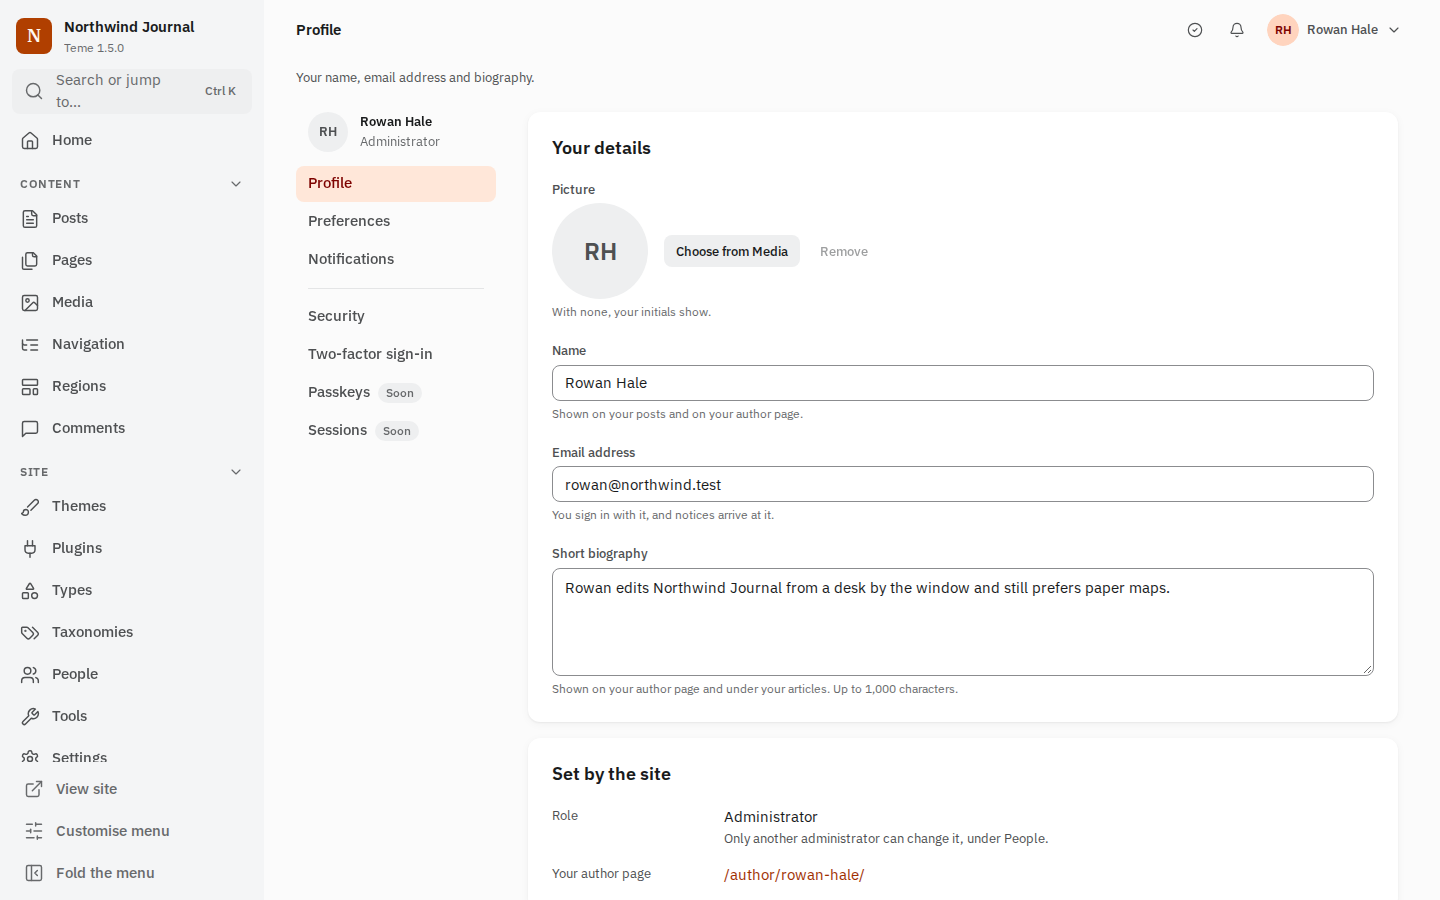 N
Northwind Journal
Teme 1.5.0
Search or jump
to...
Ctrl K
Home
CONTENT
Posts
Pages
Media
Navigation
Regions
Comments
SITE
Themes
Plugins
Types
Taxonomies
People
Tools
Settings
View site
Customise menu
Fold the menu
Profile
RH
Rowan Hale
Your name, email address and biography.
RH
Rowan Hale
Administrator
Profile
Preferences
Notifications
Security
Two-factor sign-in
Passkeys Soon
Sessions Soon
Your details
Picture
RH
Choose from Media
Remove
With none, your initials show.
Name
Rowan Hale
Shown on your posts and on your author page.
Email address
rowan@northwind.test
You sign in with it, and notices arrive at it.
Short biography
Rowan edits Northwind Journal from a desk by the window and still prefers paper maps.
Shown on your author page and under your articles. Up to 1,000 characters.
Set by the site
Role
Administrator
Only another administrator can change it, under People.
Your author page
/author/rowan-hale/